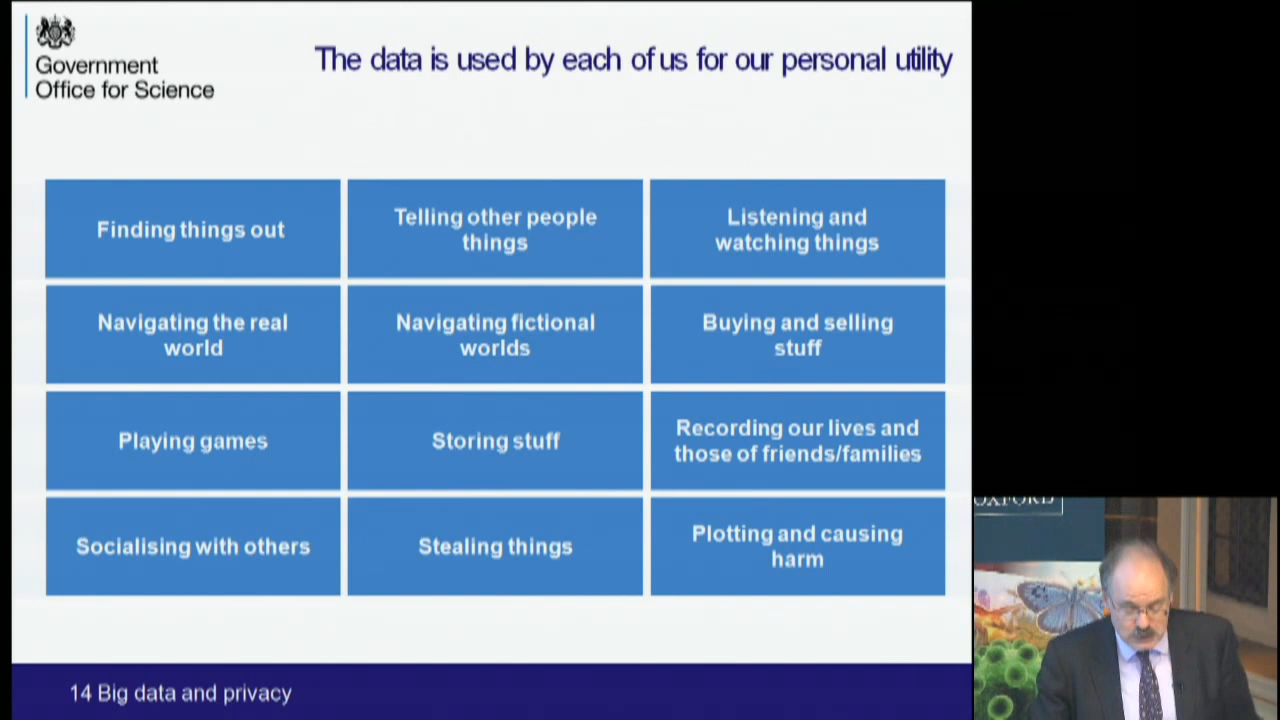 Government
Office for Science
The data is used by each of us for our personal utility
Finding things out
Telling other people
things
Listening and
watching things
Navigating the real
world
Navigating fictional
worlds
Buying and selling
stuff
Playing games
Storing stuff
Recording our lives and
those of friends/families
Socialising with others
Stealing things
Plotting and causing
harm
14 Big data and privacy
OXFORD